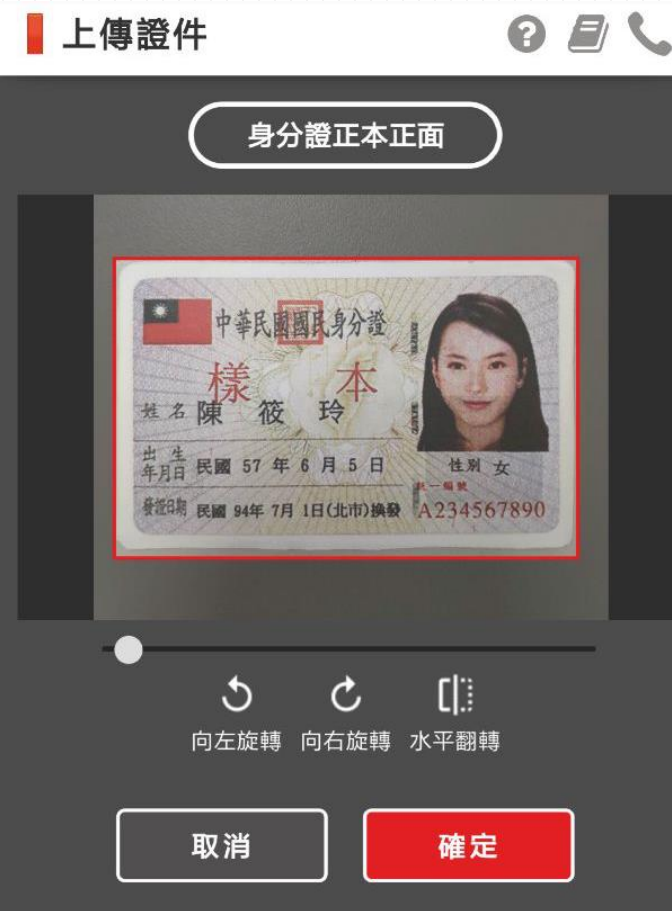 上傳證件
身分證正本正面
中華民國國民身分證
樣本
姓名 陳筱玲
出生年月日 民國 57 年 6 月 5 日
性別 女
統一編號
發證日期 民國 94年 7月 1日(北市)換發
A234567890
向左旋轉 向右旋轉 水平翻轉
取消 確定